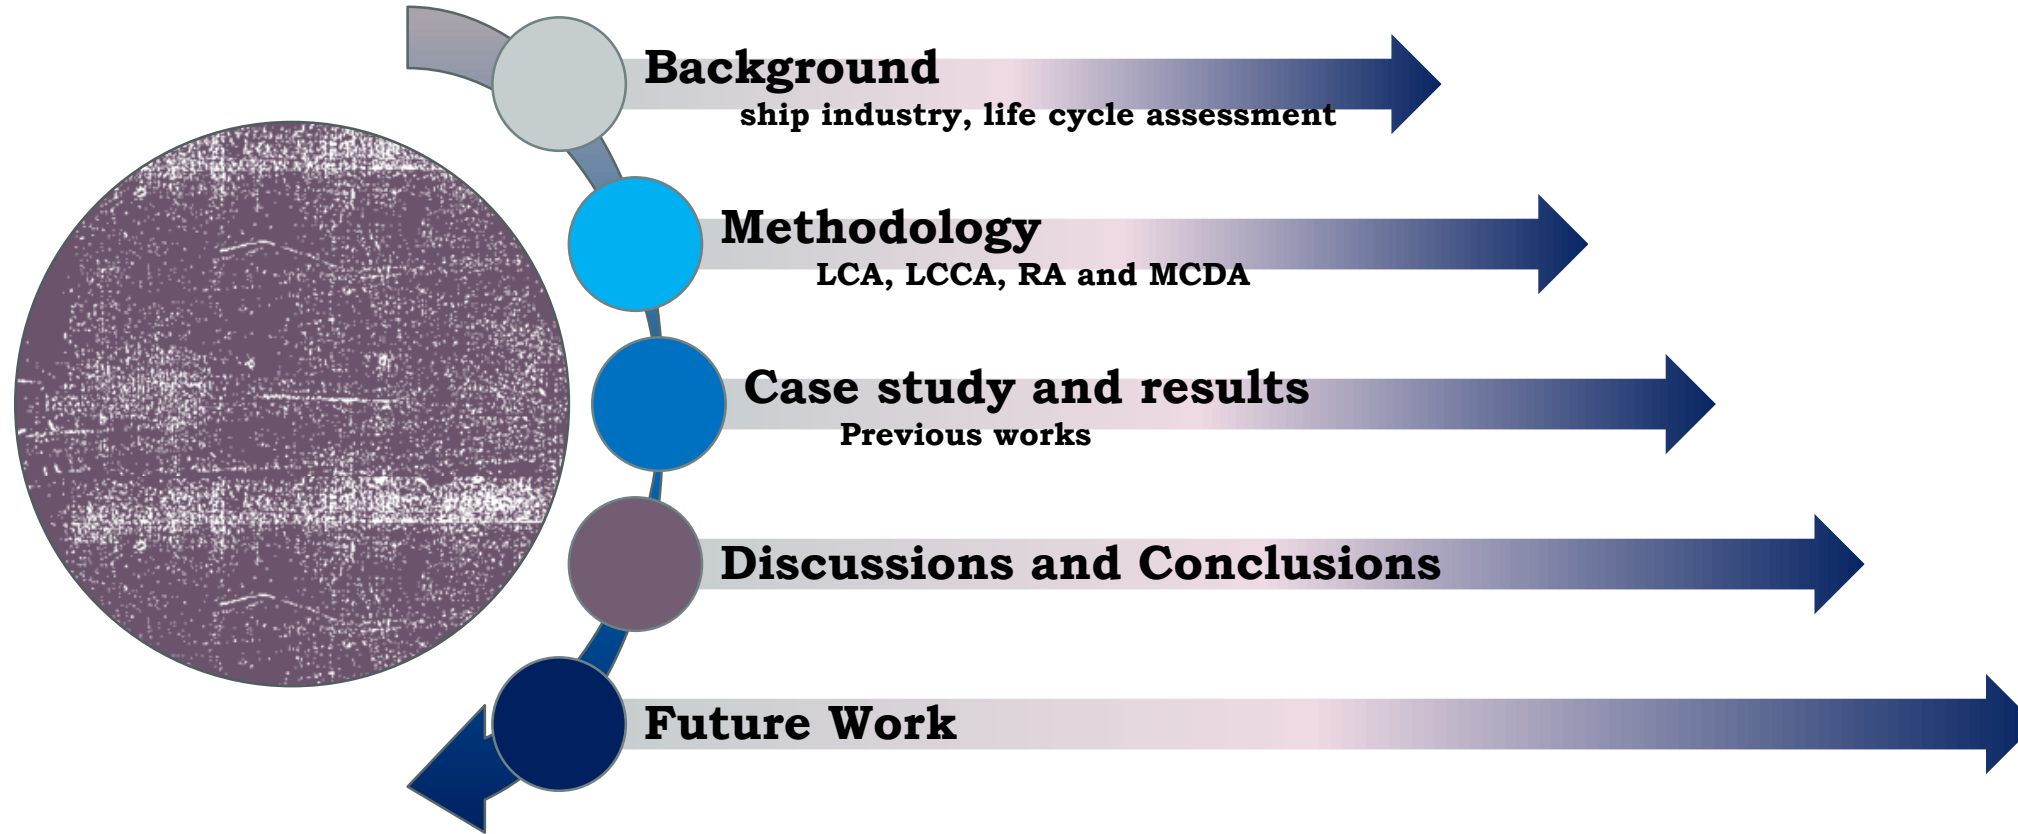 Background
ship industry, life cycle assessment
Methodology
LCA, LCCA, RA and MCDA
Case study and results
Previous works
Discussions and Conclusions
Future Work